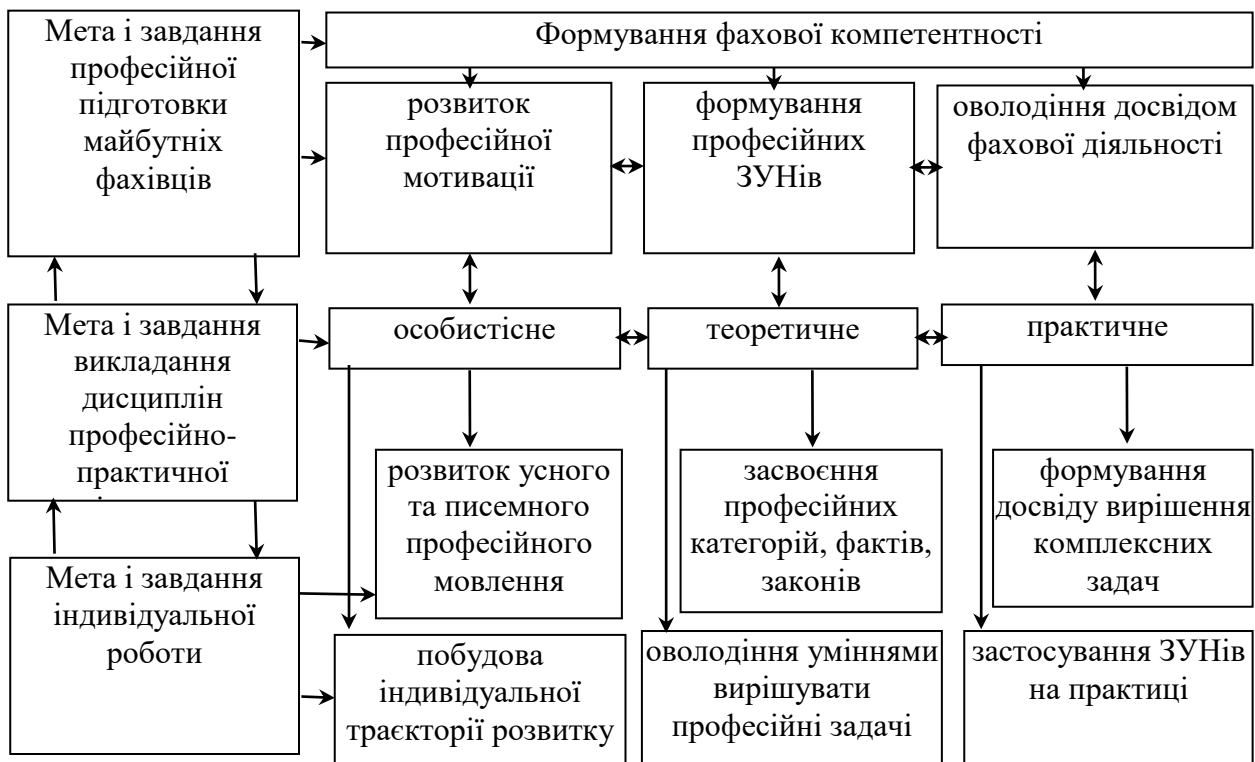 Мета і завдання
професійної
підготовки
майбутніх
фахівців
Формування фахової компетентності
розвиток
професійної
мотивації
формування
професійних
ЗУНів
оволодіння досвідом
фахової діяльності
Мета і завдання
викладання
дисциплін
професійно-
практичної
особистісне
теоретичне
практичне
розвиток усного
та писемного
професійного
мовлення
засвоєння
професійних
категорій, фактів,
законів
формування
досвіду вирішення
комплексних
задач
Мета і завдання
індивідуальної
роботи
побудова
індивідуальної
траєкторії розвитку
оволодіння уміннями
вирішувати
професійні задачі
застосування ЗУНів
на практиці